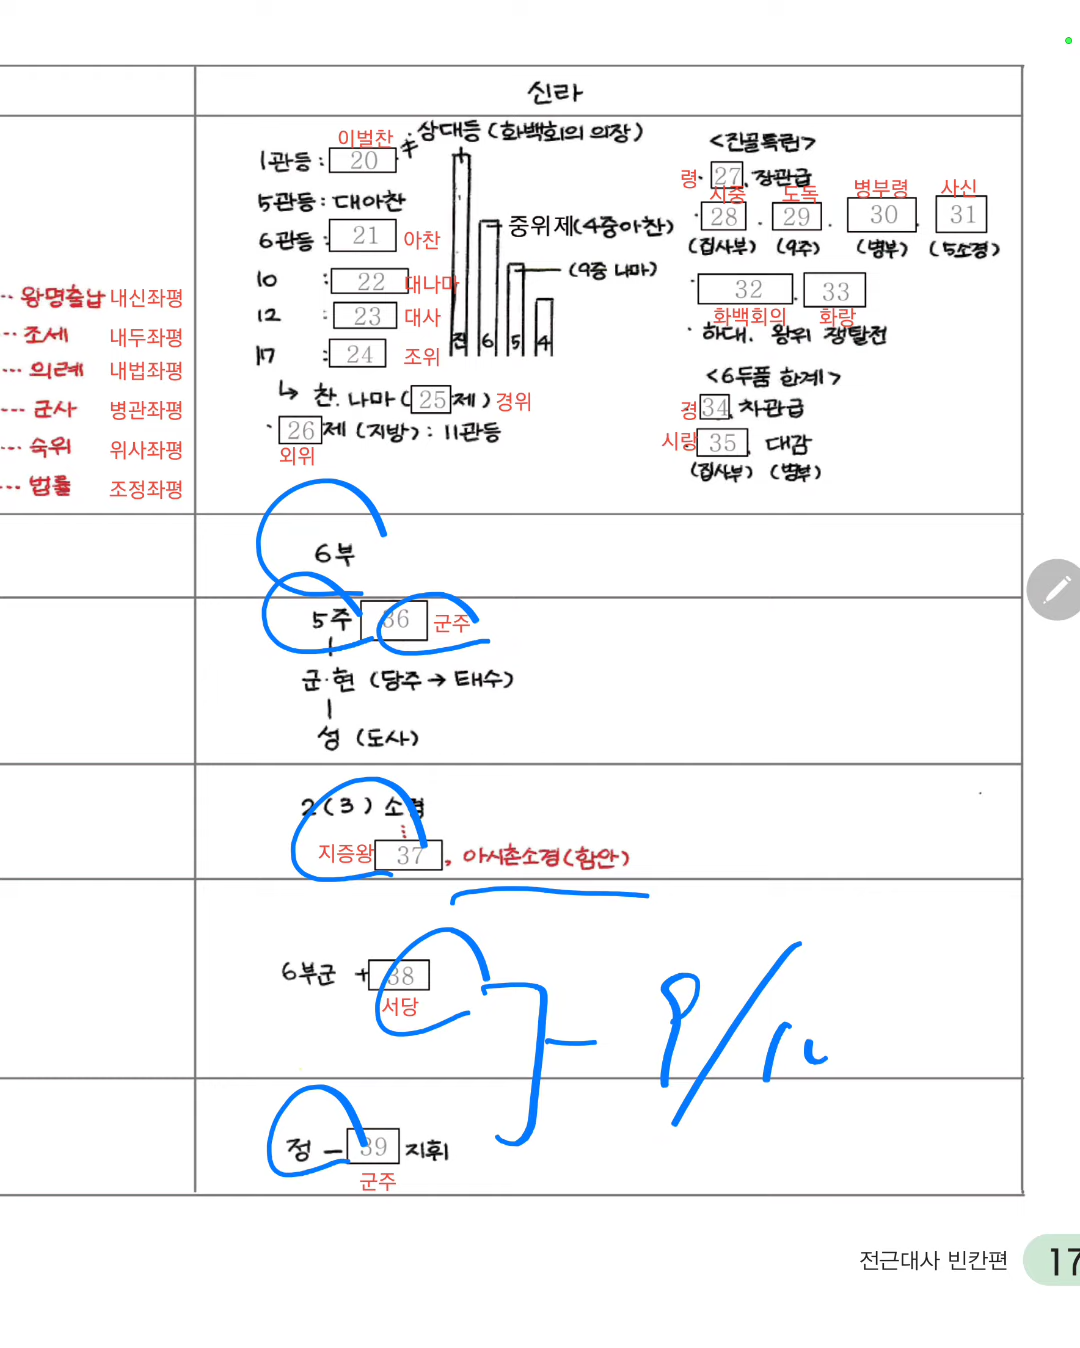 신라
이벌찬
1관등 : 20 ≠ 상대등 (화백회의 의장)
5관등 : 대아찬
6관등 : 21 아찬
10 : 22 대나마
12 : 23 대사
17 : 24 조위
중위제(4중아찬)
(9중 나마)
진 6 5 4
↳ 찬. 나마 (25제) 경위
· 26제 (지방) : 11관등
외위
<진골독점>
령 · 27, 장관급
시중 도독 병부령 사신
· 28 . 29 . 30 . 31
(집사부) (9주) (병부) (5소경)
· 32 . 33
화백회의 화랑
· 하대. 왕위 쟁탈전
<6두품 한계>
경 34, 차관급
시랑 35, 대감
(집사부) (병부)
··· 왕명출납 내신좌평
·· 조세 내두좌평
··· 의례 내법좌평
··· 군사 병관좌평
··· 숙위 위사좌평
··· 법률 조정좌평
6부
5주 36 군주
군·현 (당주 → 태수)
성 (도사)
2(3) 소경
지증왕 37, 아시촌소경(함안)
6부군 + 38
서당
정 - 39 지휘
군주
전근대사 빈칸편 17